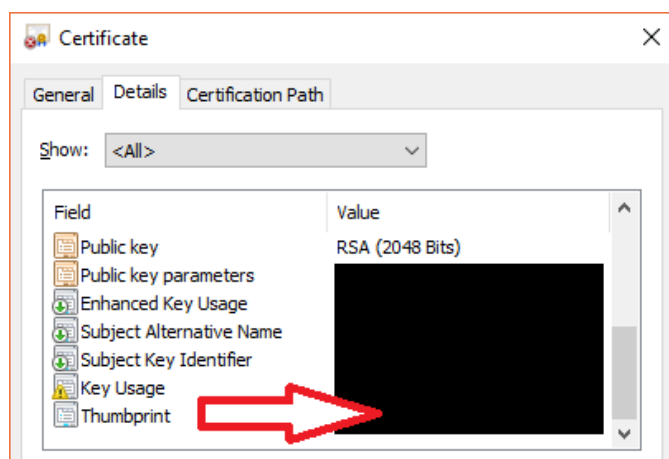 Certificate
General Details Certification Path
Show: <All>
Field Value
Public key RSA (2048 Bits)
Public key parameters
Enhanced Key Usage
Subject Alternative Name
Subject Key Identifier
Key Usage
Thumbprint